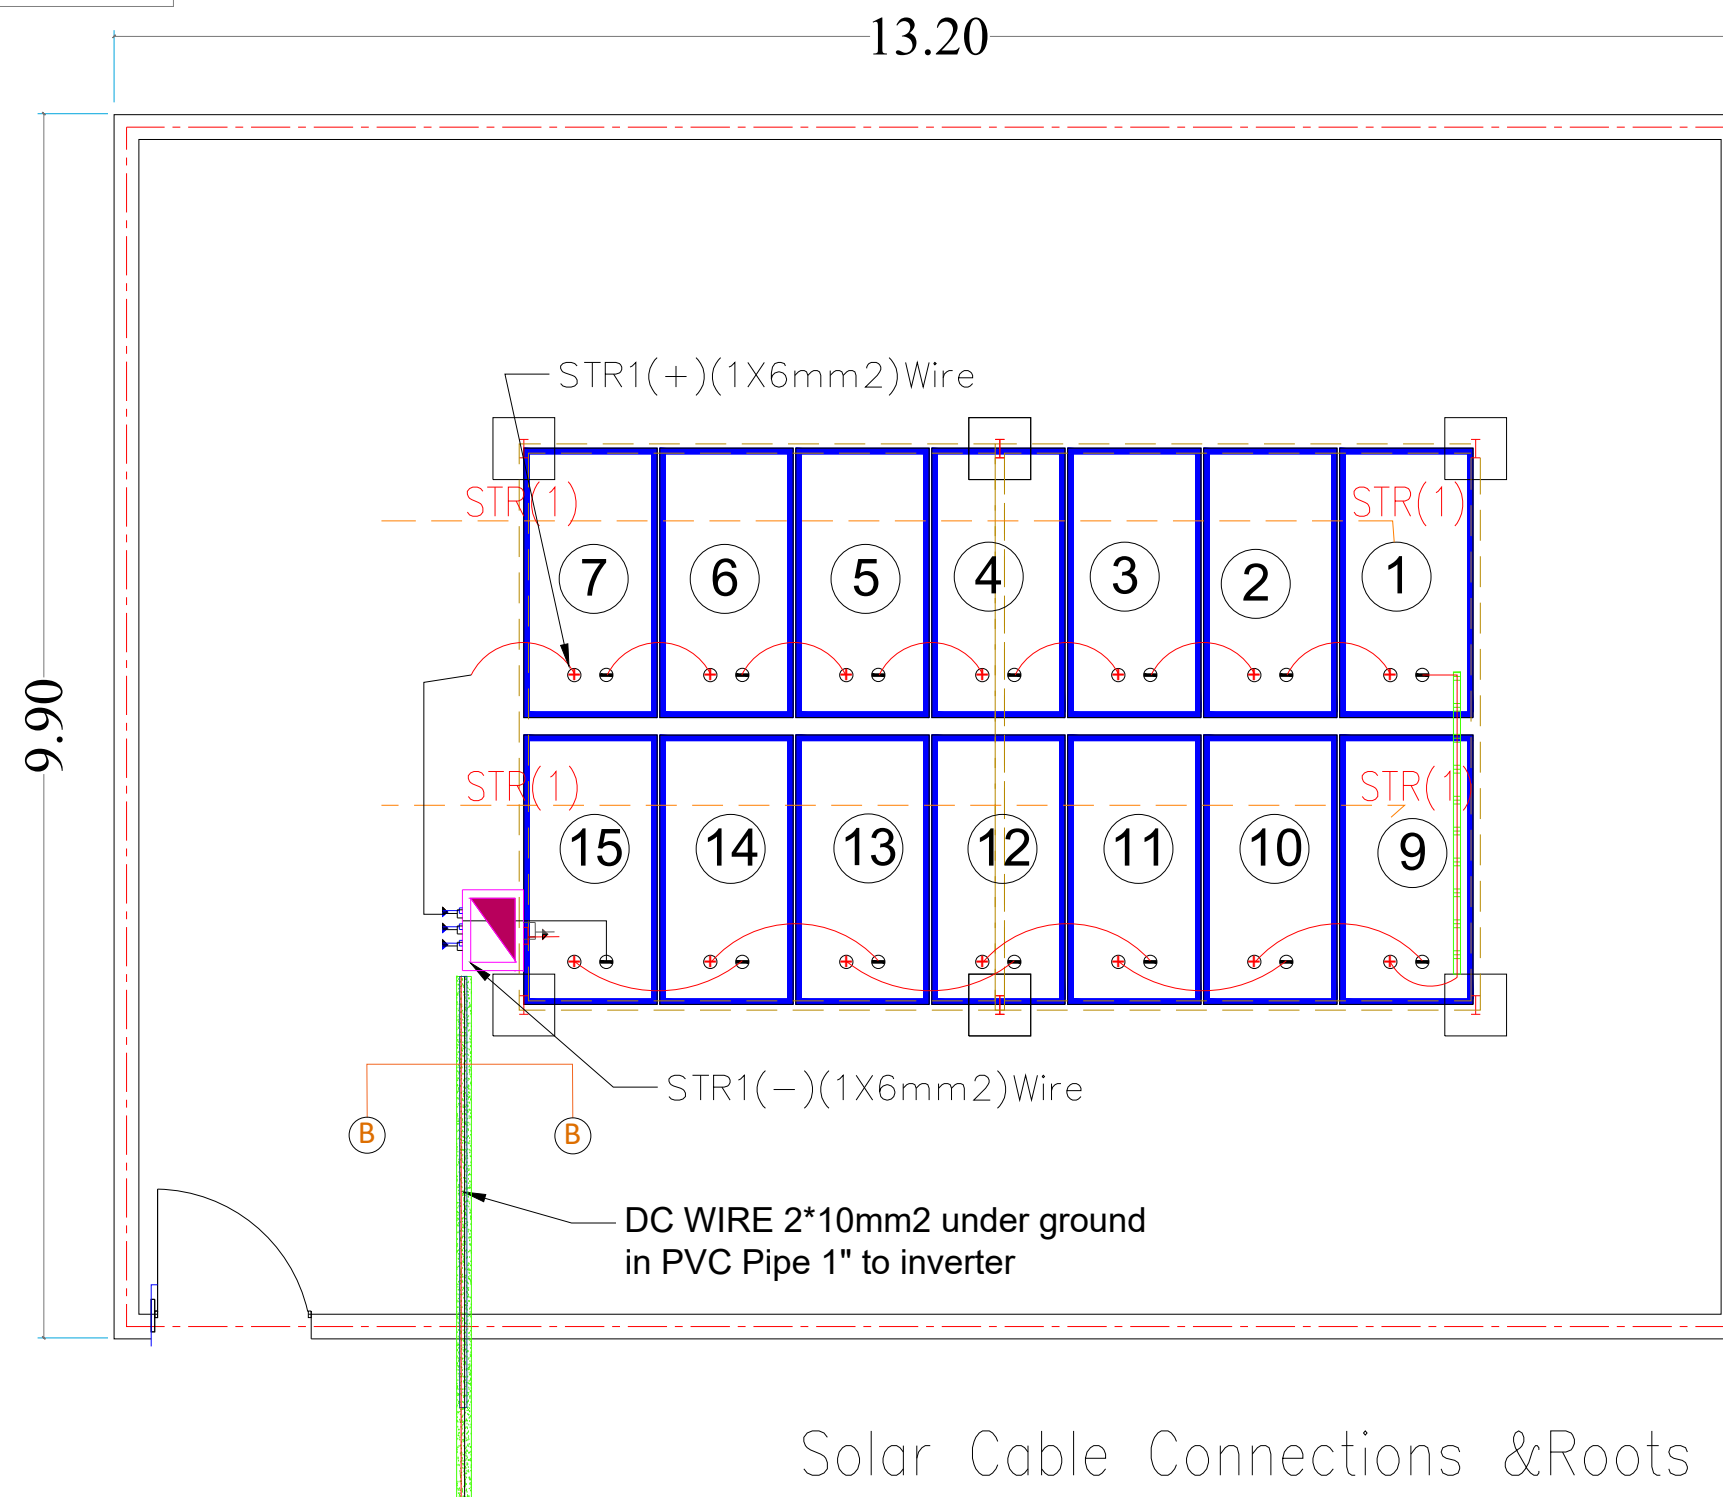 13.20
9.90
STR1(+)(1X6mm2)Wire
STR(1)
STR(1)
7
6
5
4
3
2
1
STR(1)
STR(1)
15
14
13
12
11
10
9
STR1(-)(1X6mm2)Wire
B
B
DC WIRE 2*10mm2 under ground
in PVC Pipe 1" to inverter
Solar Cable Connections &Roots